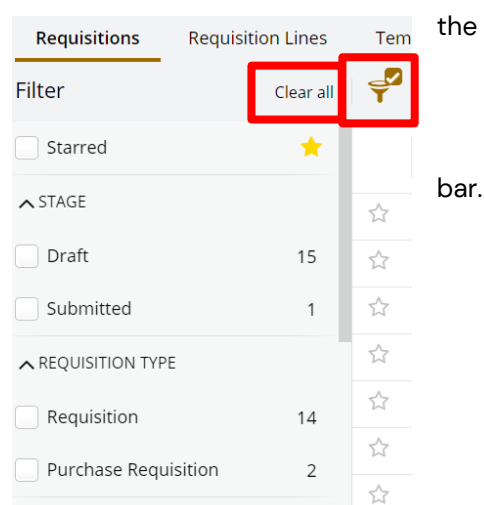 the
Requisitions Requisition Lines Tem
Filter Clear all
Starred
bar.
STAGE
Draft 15
Submitted 1
REQUISITION TYPE
Requisition 14
Purchase Requisition 2